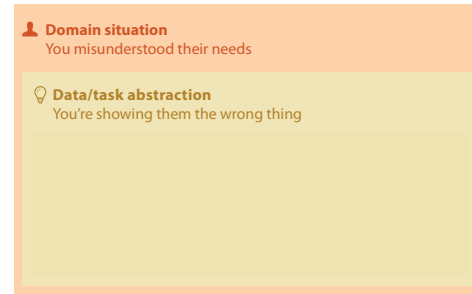 Domain situation
You misunderstood their needs
Data/task abstraction
You're showing them the wrong thing